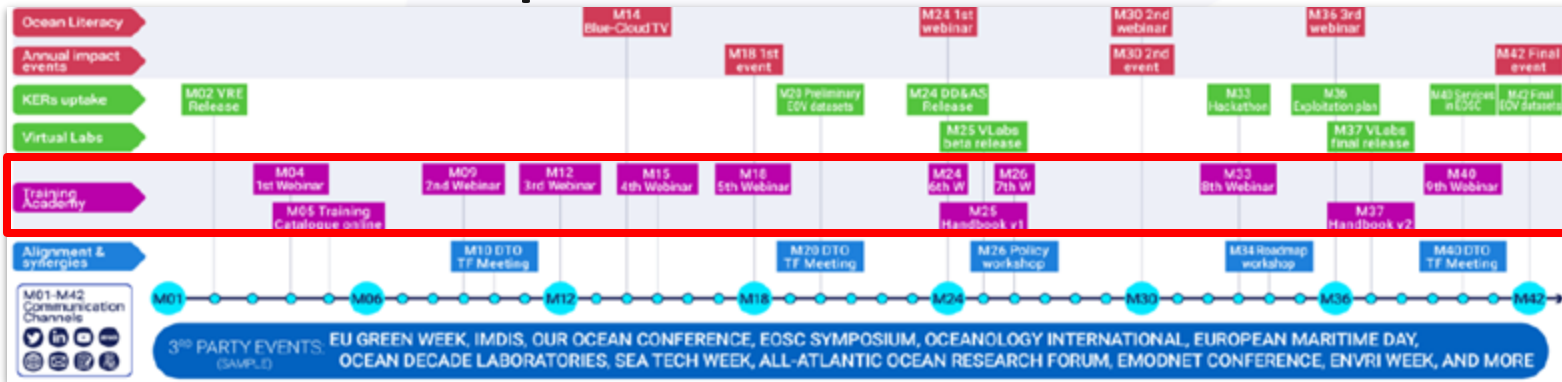 Ocean Literacy
M14
Blue-Cloud TV
M24 1st
webinar
M30 2nd
webinar
M36 3rd
webinar
Annual impact
events
M18 1st
event
M30 2nd
event
M42 Final
event
KERs uptake
M02 VRE
Release
M20 Preliminary
EOV datasets
M24 DD&AS
Release
M33
Hackathon
M36
Exploitation plan
M40 Services
in EOSC
M42 Final
EOV datasets
Virtual Labs
M25 VLabs
beta release
M37 VLabs
final release
Training
Academy
M04
1st Webinar
M09
2nd Webinar
M12
3rd Webinar
M15
4th Webinar
M18
5th Webinar
M24
6th W
M26
7th W
M33
8th Webinar
M40
9th Webinar
M05 Training
Catalogue online
M25
Handbook v1
M37
Handbook v2
Alignment &
synergies
M10 DTO
TF Meeting
M20 DTO
TF Meeting
M26 Policy
workshop
M34 Roadmap
workshop
M40 DTO
TF Meeting
M01-M42
Communication
Channels
M01 M06 M12 M18 M24 M30 M36 M42
3RD PARTY EVENTS: EU GREEN WEEK, IMDIS, OUR OCEAN CONFERENCE, EOSC SYMPOSIUM, OCEANOLOGY INTERNATIONAL, EUROPEAN MARITIME DAY,
(SAMPLE) OCEAN DECADE LABORATORIES, SEA TECH WEEK, ALL-ATLANTIC OCEAN RESEARCH FORUM, EMODNET CONFERENCE, ENVRI WEEK, AND MORE